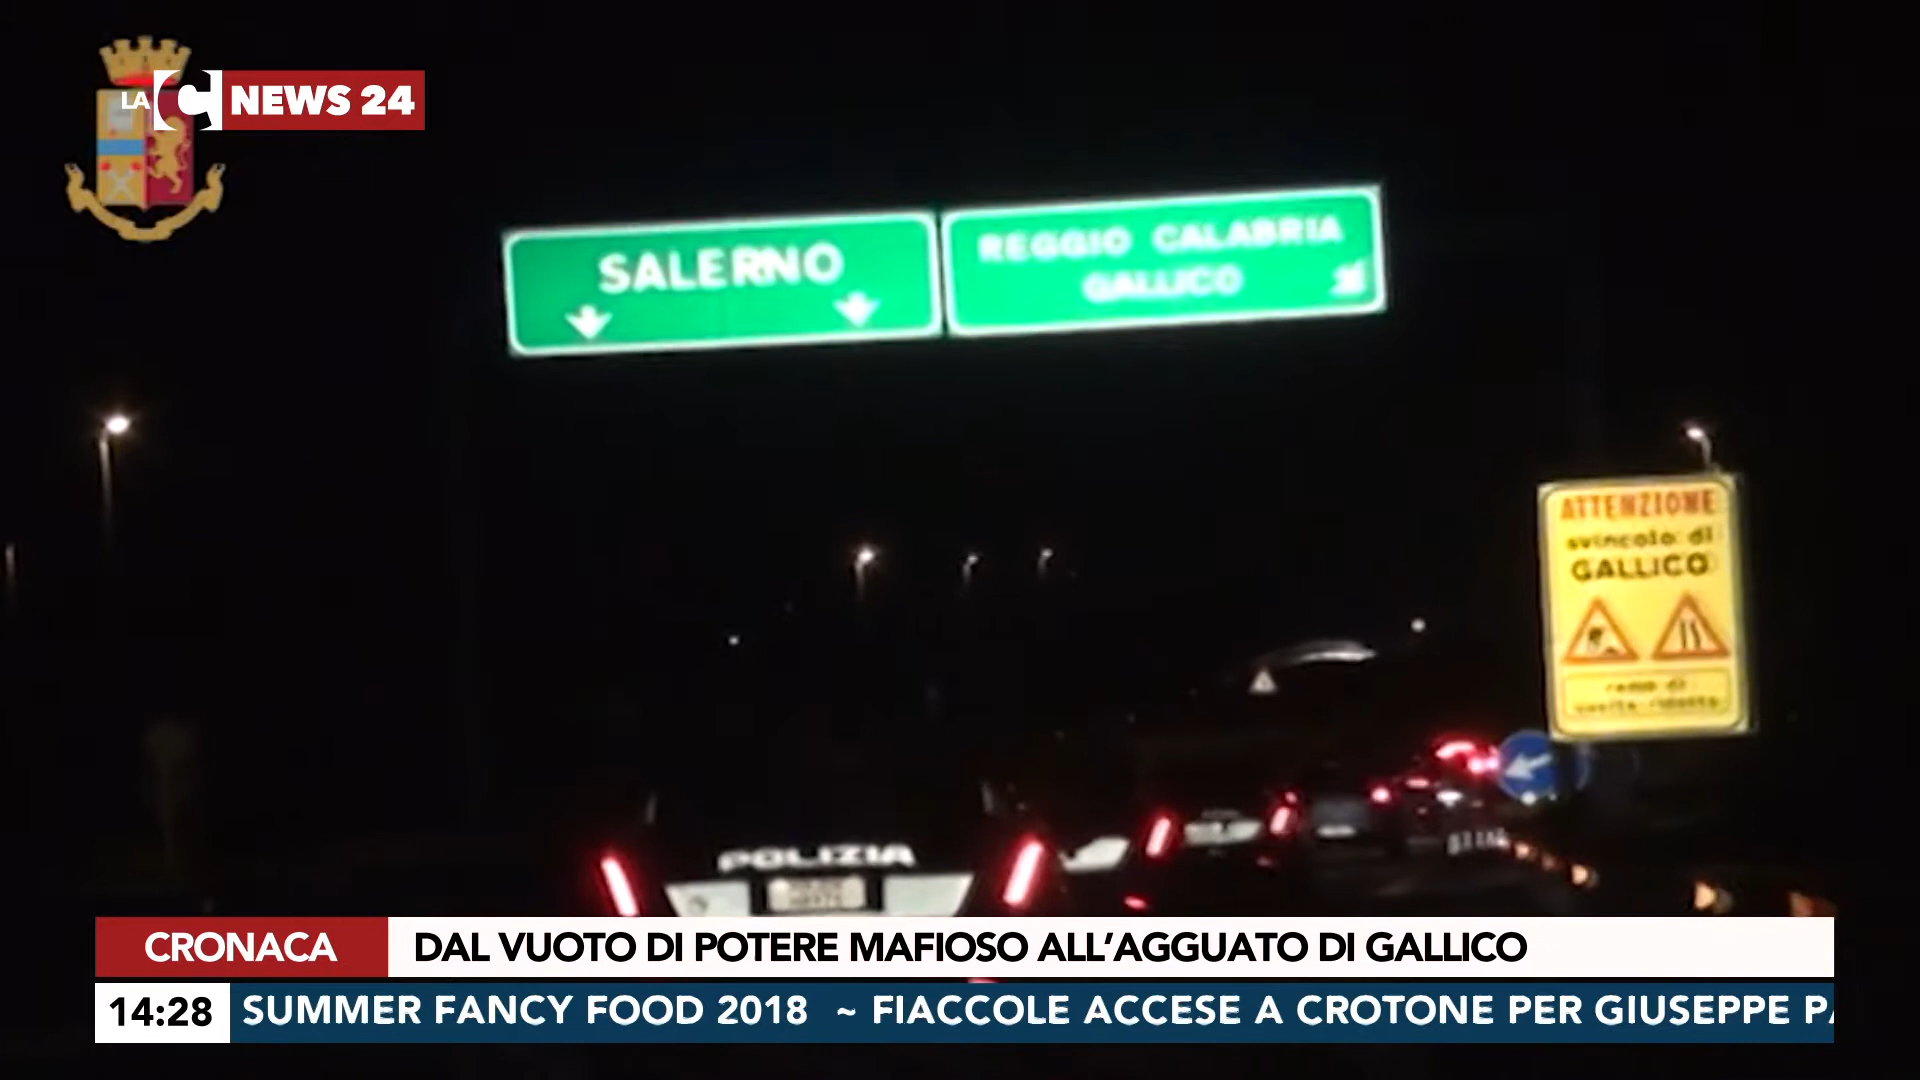 LA C NEWS 24
SALERNO
REGGIO CALABRIA
GALLICO
ATTENZIONE
svincolo di
GALLICO
POLIZIA
CRONACA
DAL VUOTO DI POTERE MAFIOSO ALL’AGGUATO DI GALLICO
14:28
SUMMER FANCY FOOD 2018 ~ FIACCOLE ACCESE A CROTONE PER GIUSEPPE PA